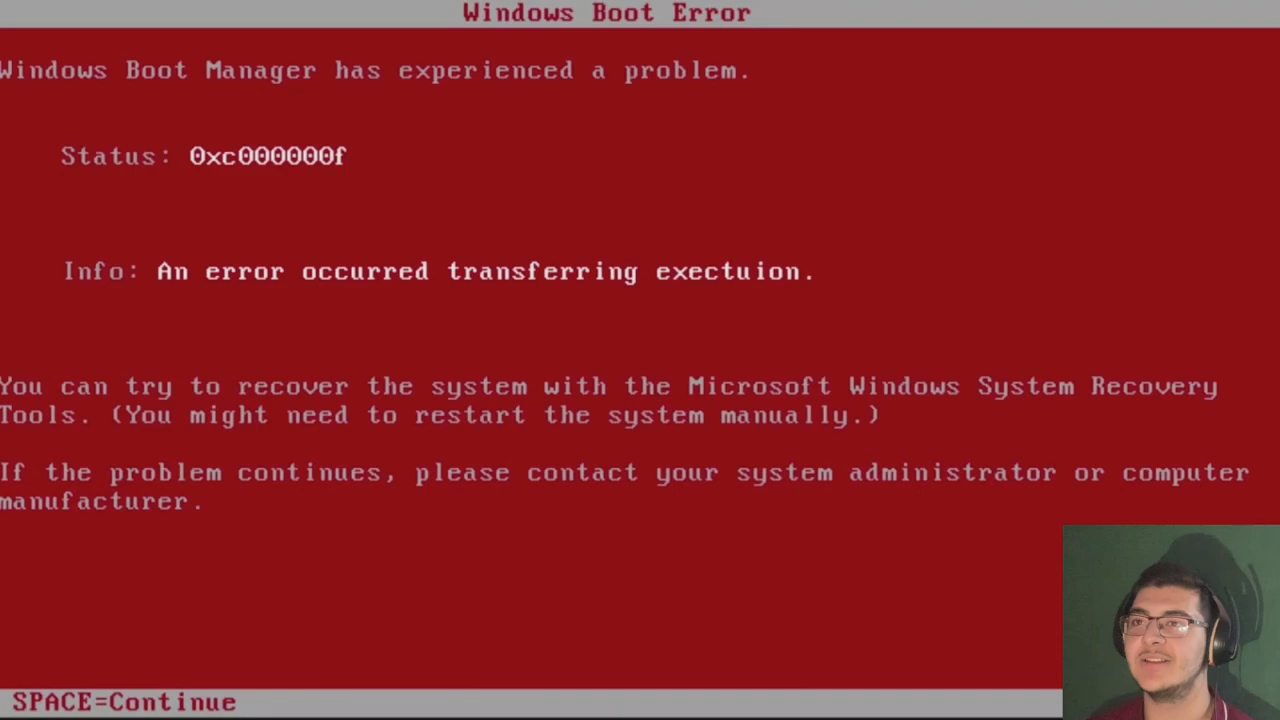 Windows Boot Error
Windows Boot Manager has experienced a problem.
Status: 0xc000000f
Info: An error occurred transferring exectuion.
You can try to recover the system with the Microsoft Windows System Recovery
Tools. (You might need to restart the system manually.)
If the problem continues, please contact your system administrator or computer
manufacturer.
SPACE=Continue